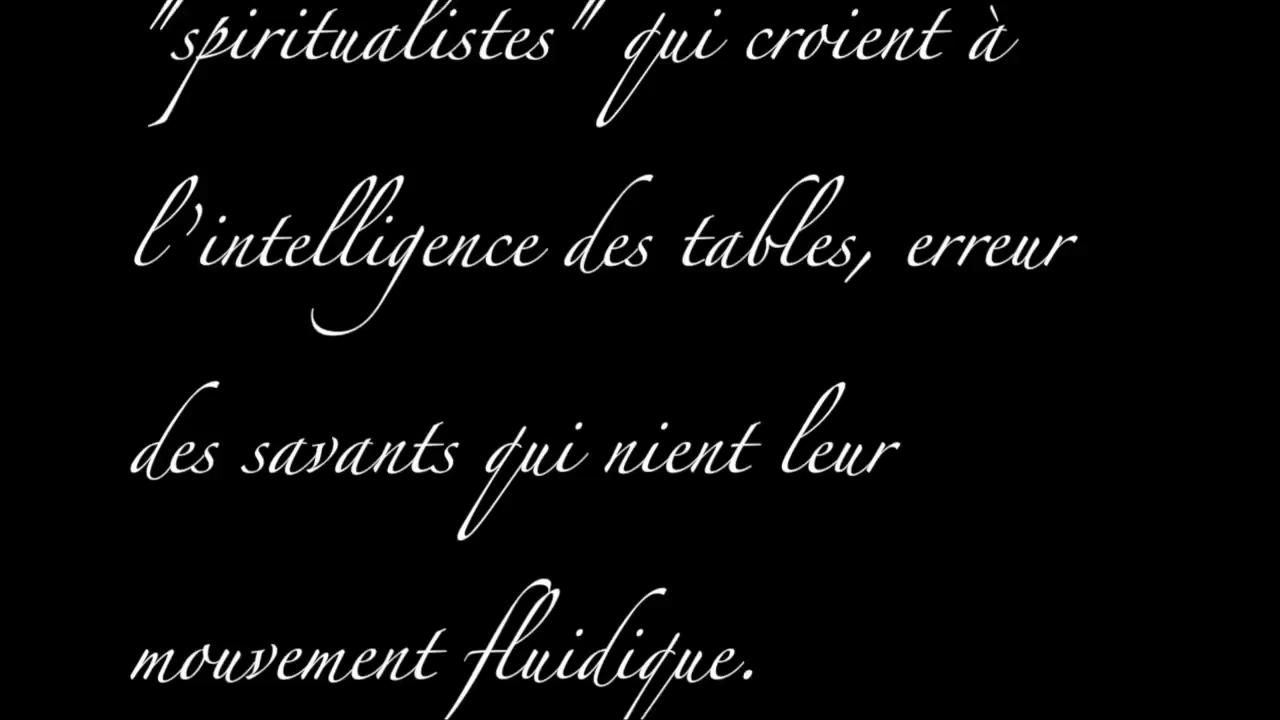 "spiritualistes" qui croient à
l'intelligence des tables, erreur
des savants qui nient leur
mouvement fluidique.